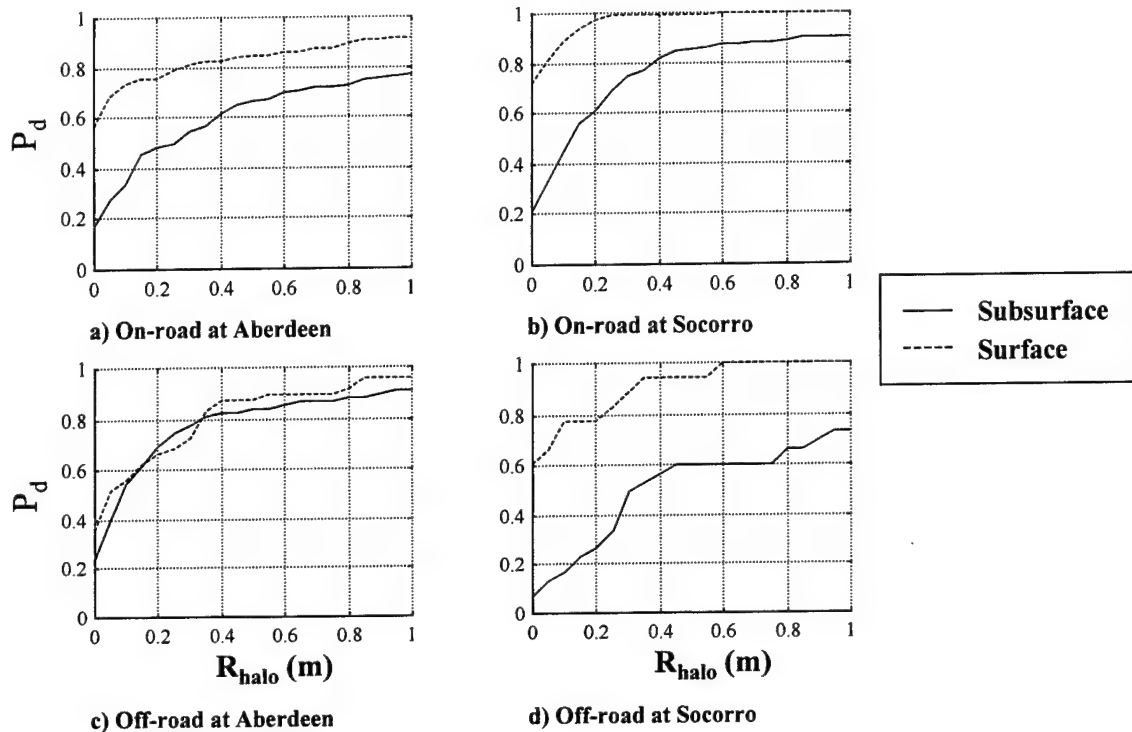 1
0.8
0.6
0.4
0.2
0
P_d
0 0.2 0.4 0.6 0.8 1
a) On-road at Aberdeen
1
0.8
0.6
0.4
0.2
0
0 0.2 0.4 0.6 0.8 1
b) On-road at Socorro
Subsurface
Surface
1
0.8
0.6
0.4
0.2
0
P_d
0 0.2 0.4 0.6 0.8 1
R_halo (m)
c) Off-road at Aberdeen
1
0.8
0.6
0.4
0.2
0
0 0.2 0.4 0.6 0.8 1
R_halo (m)
d) Off-road at Socorro